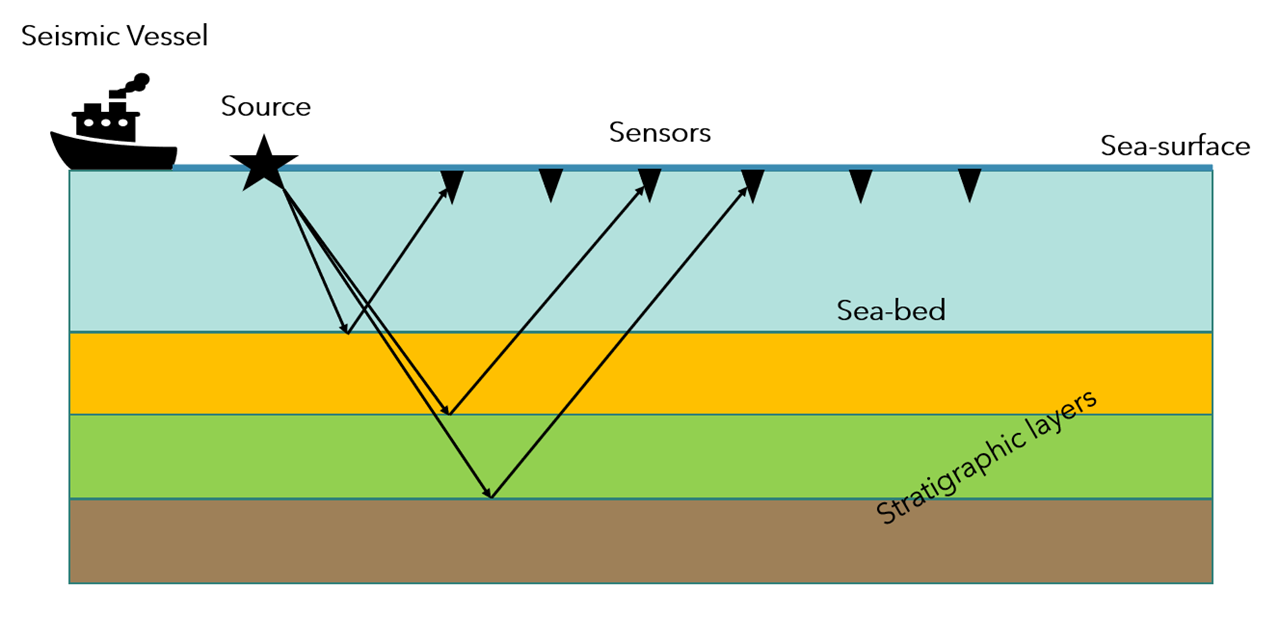 Seismic Vessel
Source
Sensors
Sea-surface
Sea-bed
Stratigraphic layers